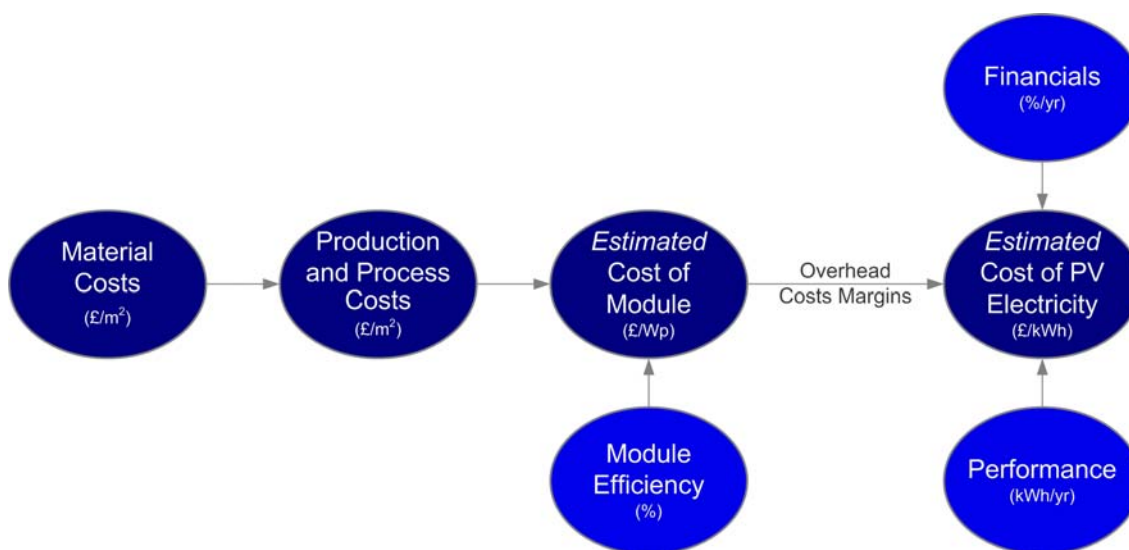 Financials
(%/yr)
Material
Costs
(£/m²)
Production
and Process
Costs
(£/m²)
Estimated
Cost of
Module
(£/Wp)
Overhead
Costs Margins
Estimated
Cost of PV
Electricity
(£/kWh)
Module
Efficiency
(%)
Performance
(kWh/yr)